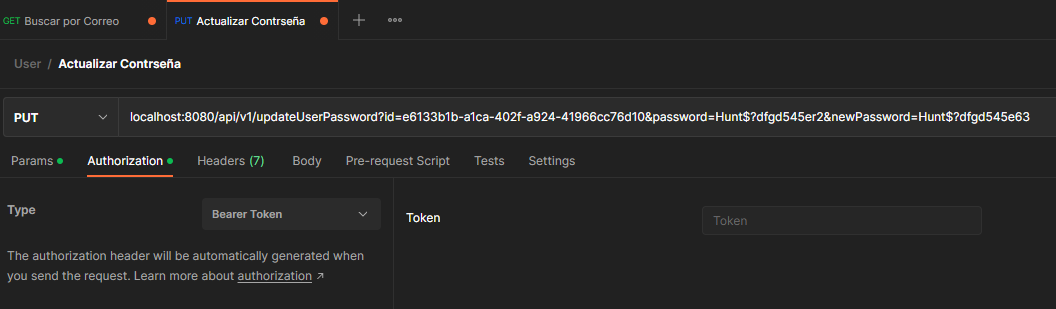 GET Buscar por Correo PUT Actualizar Contrseña + ooo
User / Actualizar Contrseña
PUT localhost:8080/api/v1/updateUserPassword?id=e6133b1b-a1ca-402f-a924-41966cc76d10&password=Hunt$?dfgd545er2&newPassword=Hunt$?dfgd545e63
Params Authorization Headers (7) Body Pre-request Script Tests Settings
Type Bearer Token Token Token
The authorization header will be automatically generated when
you send the request. Learn more about authorization ↗